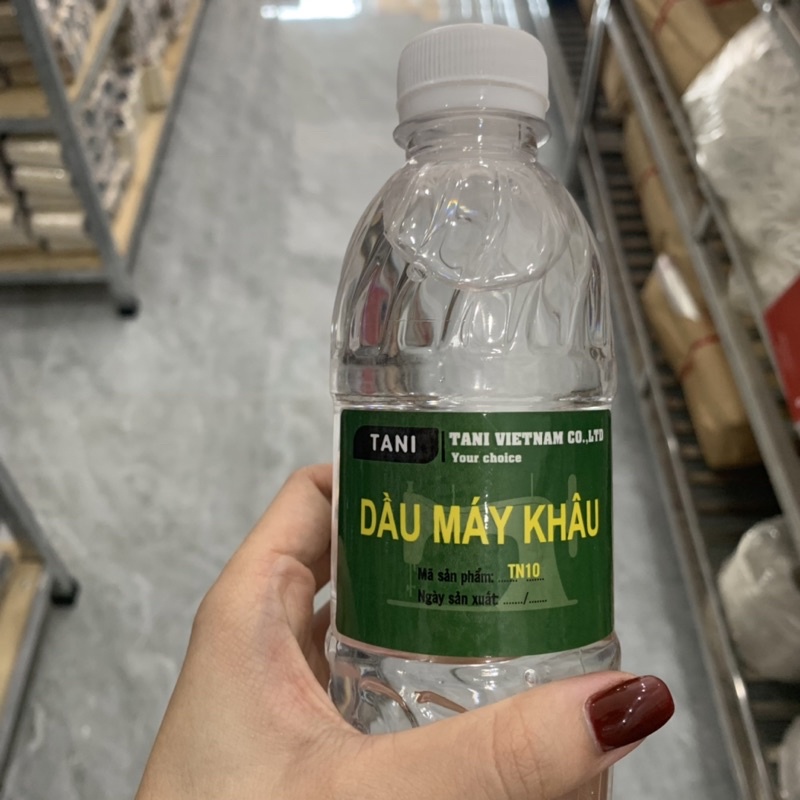 TANI
TANI VIETNAM CO.,LTD
Your choice
DẦU MÁY KHÂU
Mã sản phẩm: ....... TN10 .......
Ngày sản xuất: ......./.......